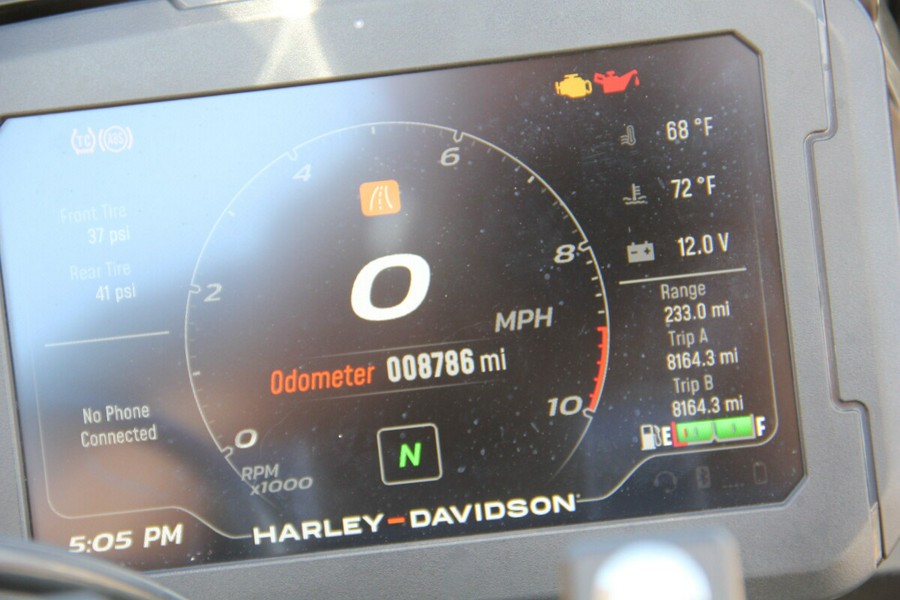 TC ABS
68 °F
Front Tire
37 psi
Rear Tire
41 psi
72 °F
12.0 V
0
2
4
6
8
10
RPM
x1000
0
MPH
Odometer 008786 mi
N
Range
233.0 mi
Trip A
8164.3 mi
Trip B
8164.3 mi
E F
No Phone
Connected
5:05 PM
HARLEY-DAVIDSON